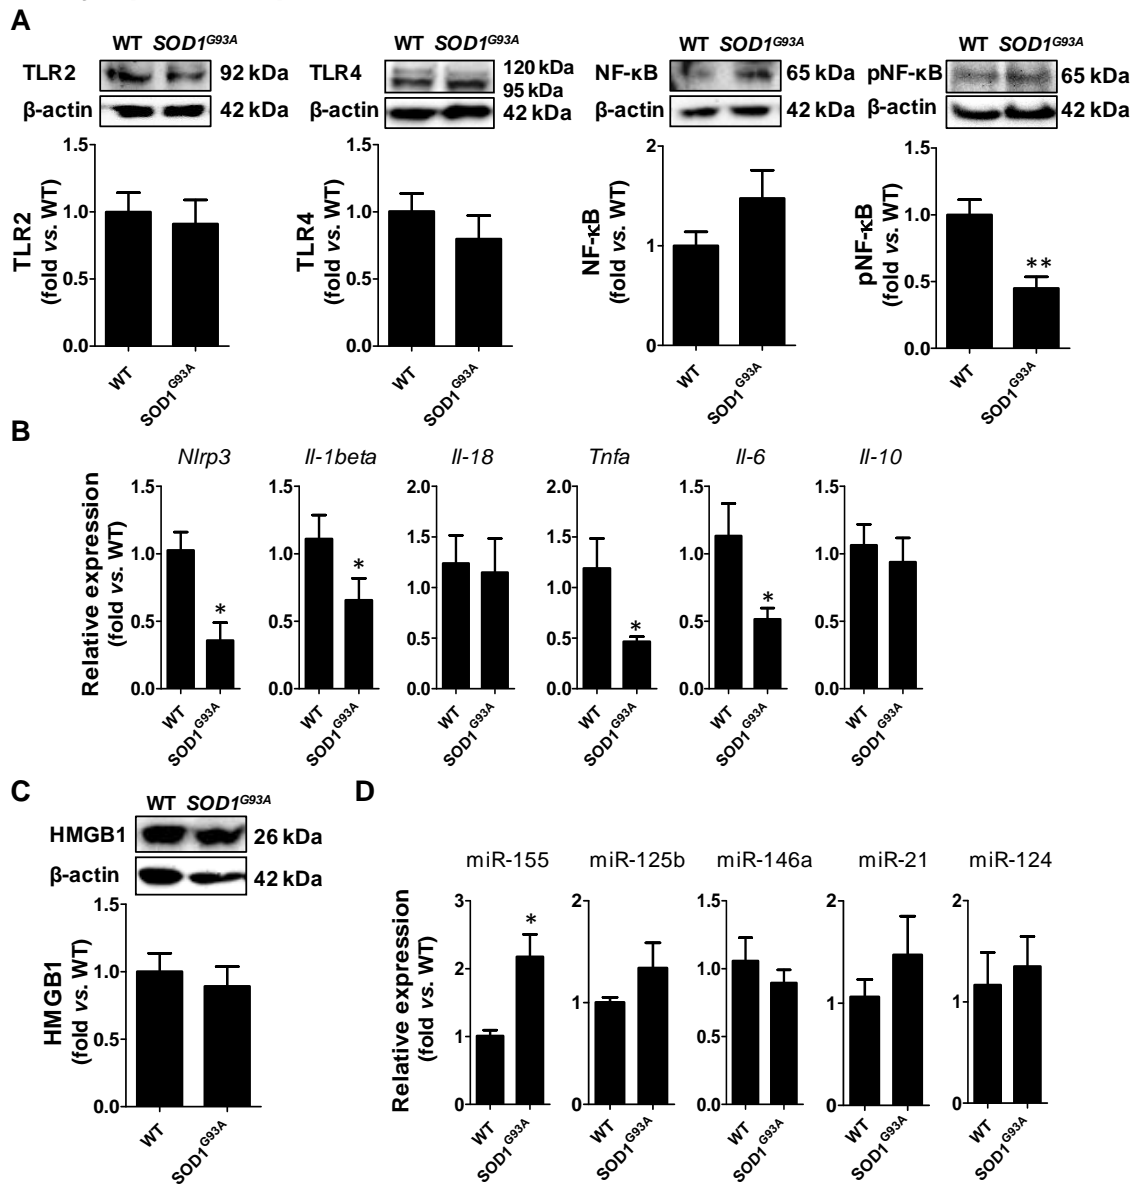 A
WT SOD1G93A
TLR2
92 kDa
β-actin
42 kDa
1.5
1.0
0.5
0.0
TLR2
(fold vs. WT)
WT
SOD1G93A
WT SOD1G93A
TLR4
120 kDa
95 kDa
β-actin
42 kDa
1.5
1.0
0.5
0.0
TLR4
(fold vs. WT)
WT
SOD1G93A
WT SOD1G93A
NF-κB
65 kDa
β-actin
42 kDa
2
1
0
NF-κB
(fold vs. WT)
WT
SOD1G93A
WT SOD1G93A
pNF-κB
65 kDa
β-actin
42 kDa
1.5
1.0
0.5
0.0
pNF-κB
(fold vs. WT)
**
WT
SOD1G93A
B
Relative expression
(fold vs. WT)
Nlrp3
1.5
1.0
0.5
0.0
*
WT
SOD1G93A
Il-1beta
1.5
1.0
0.5
0.0
*
WT
SOD1G93A
Il-18
2.0
1.5
1.0
0.5
0.0
WT
SOD1G93A
Tnfa
2.0
1.5
1.0
0.5
0.0
*
WT
SOD1G93A
Il-6
1.5
1.0
0.5
0.0
*
WT
SOD1G93A
Il-10
1.5
1.0
0.5
0.0
WT
SOD1G93A
C
WT SOD1G93A
HMGB1
26 kDa
β-actin
42 kDa
1.5
1.0
0.5
0.0
HMGB1
(fold vs. WT)
WT
SOD1G93A
D
Relative expression
(fold vs. WT)
miR-155
3
2
1
0
*
WT
SOD1G93A
miR-125b
2
1
0
WT
SOD1G93A
miR-146a
1.5
1.0
0.5
0.0
WT
SOD1G93A
miR-21
2
1
0
WT
SOD1G93A
miR-124
2
1
0
WT
SOD1G93A